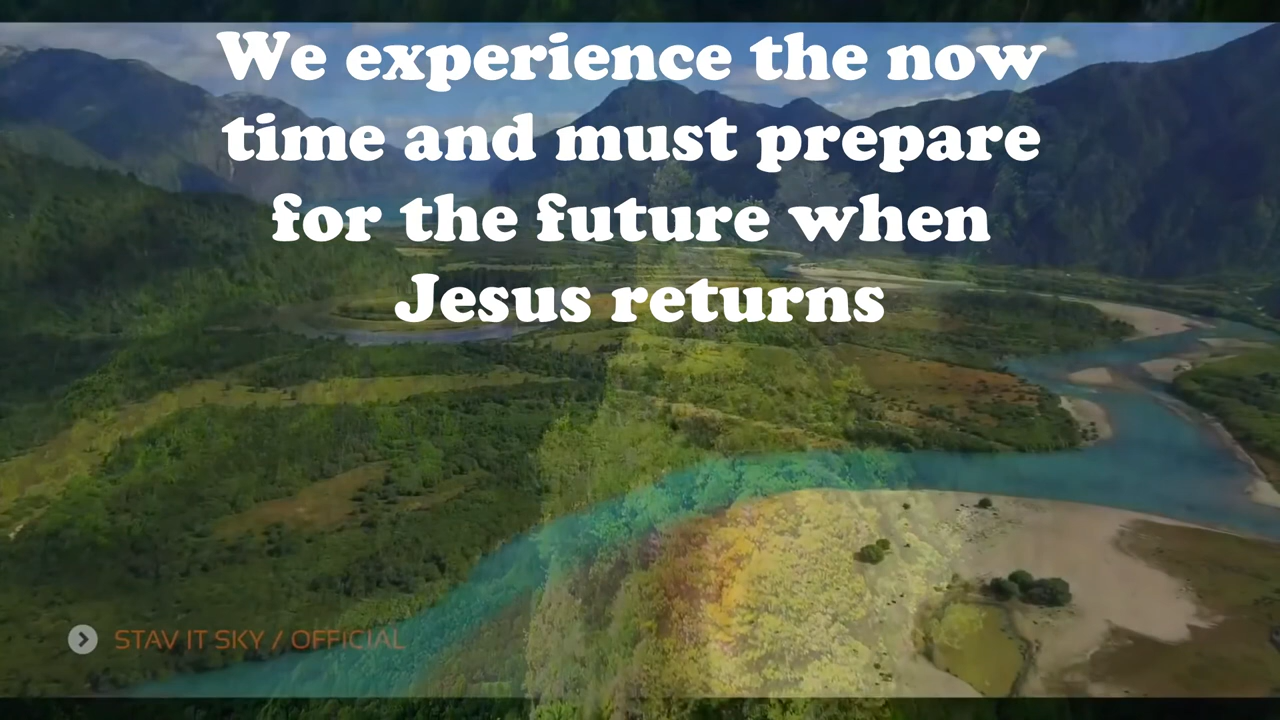 We experience the now
time and must prepare
for the future when
Jesus returns
STAV IT SKY / OFFICIAL